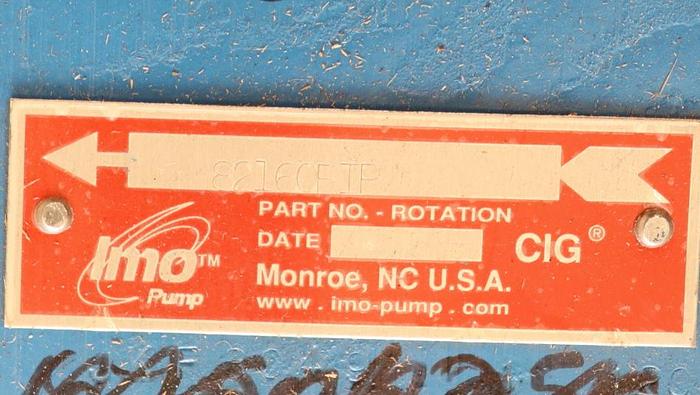 PART NO. - ROTATION
DATE
CIG®
Imo™
Pump
Monroe, NC U.S.A.
www . imo-pump . com